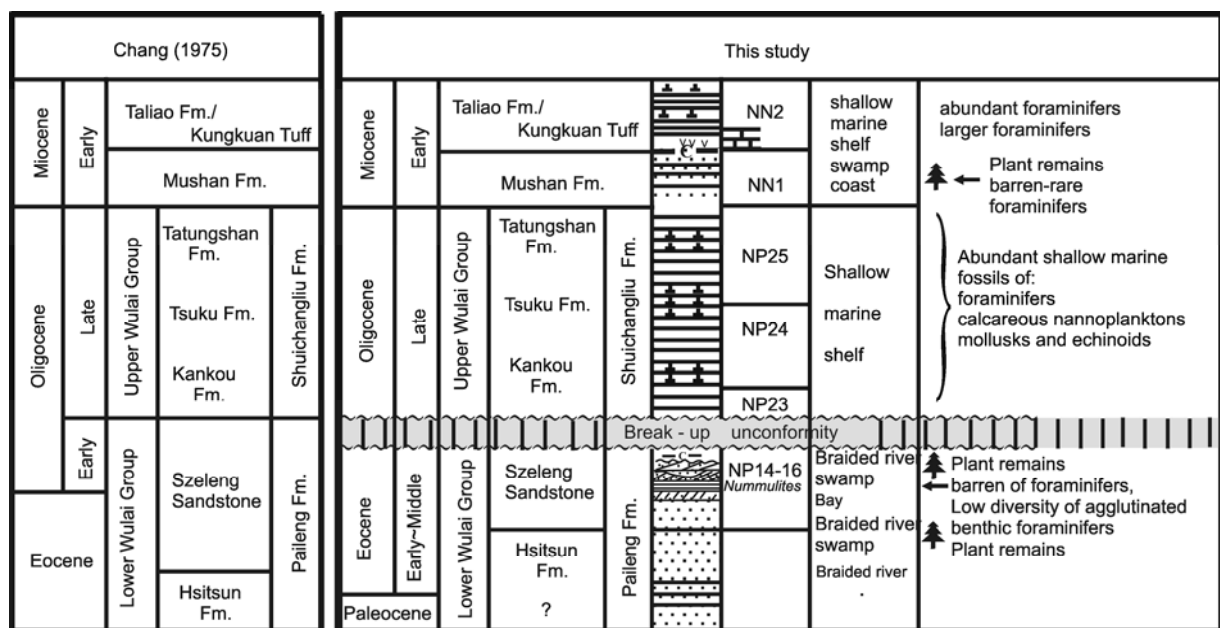 Chang (1975)
This study
Miocene
Early
Taliao Fm./
Kungkuan Tuff
Mushan Fm.
Oligocene
Late
Upper Wulai Group
Tatungshan
Fm.
Tsuku Fm.
Kankou
Fm.
Shuichangliu Fm.
Early
Lower Wulai Group
Szeleng
Sandstone
Paileng Fm.
Eocene
Hsitsun
Fm.
Miocene
Early
Taliao Fm./
Kungkuan Tuff
Mushan Fm.
v v v
C
NN2
NN1
shallow
marine
shelf
swamp
coast
abundant foraminifers
larger foraminifers
Plant remains
barren-rare
foraminifers
Oligocene
Late
Upper Wulai Group
Tatungshan
Fm.
Tsuku Fm.
Kankou
Fm.
Shuichangliu Fm.
NP25
NP24
NP23
Shallow
marine
shelf
Abundant shallow marine
fossils of:
foraminifers
calcareous nannoplanktons
mollusks and echinoid
Break - up unconformity
Eocene
Early~Middle
Lower Wulai Group
Szeleng
Sandstone
Hsitsun
Fm.
?
Paileng Fm.
C
NP14-16
Nummulites
Braided river
swamp
Bay
Braided river
swamp
Braided river
Plant remains
barren of foraminifers,
Low diversity of agglutinated
benthic foraminifers
Plant remains
Paleocene